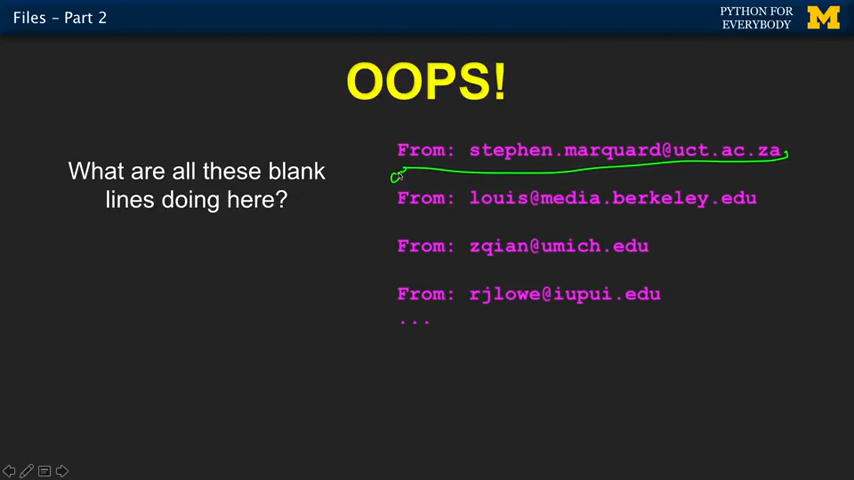 Files – Part 2
PYTHON FOR
EVERYBODY
M
OOPS!
What are all these blank
lines doing here?
From: stephen.marquard@uct.ac.za
From: louis@media.berkeley.edu
From: zqian@umich.edu
From: rjlowe@iupui.edu
...